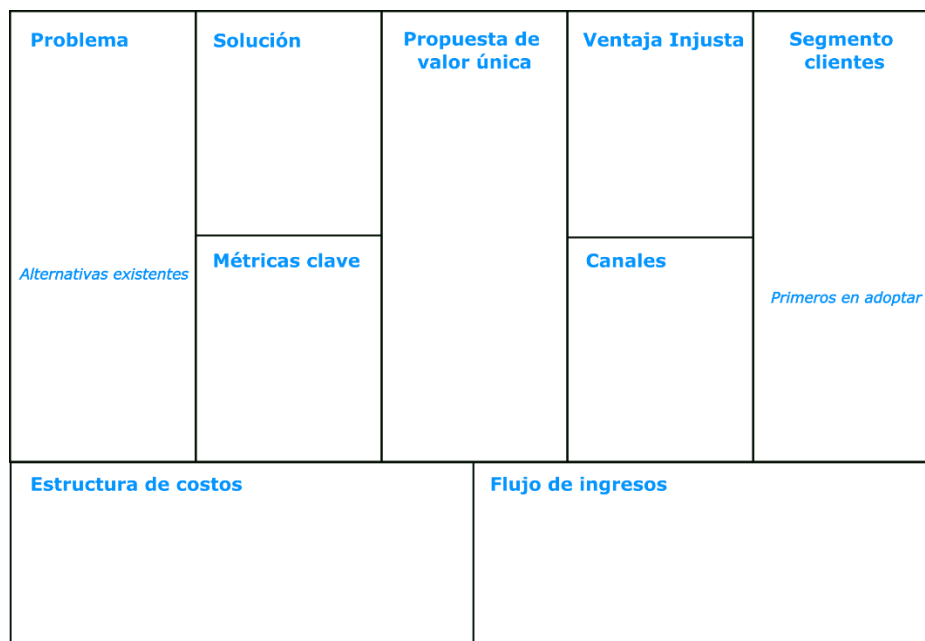 Problema
Alternativas existentes
Solución
Métricas clave
Propuesta de
valor única
Ventaja Injusta
Canales
Segmento
clientes
Primeros en adoptar
Estructura de costos
Flujo de ingresos